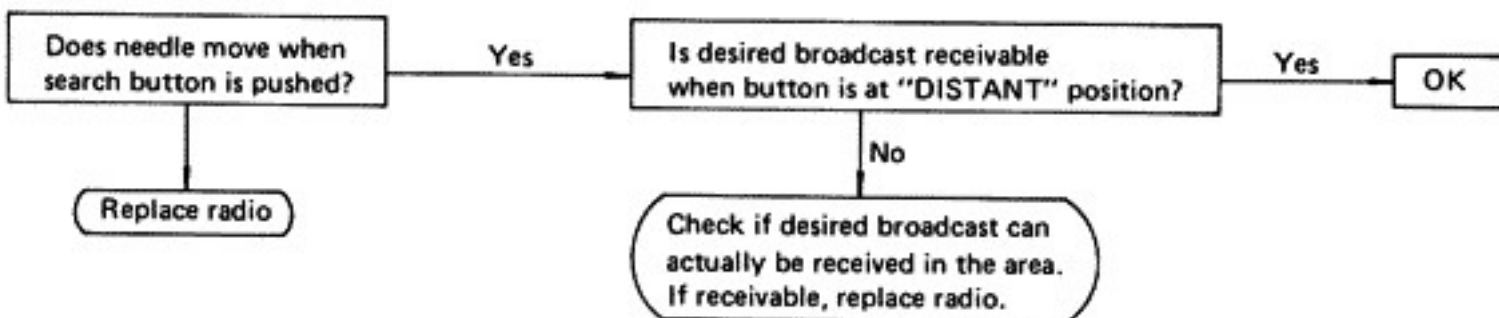 Does needle move when
search button is pushed?
Yes
Is desired broadcast receivable
when button is at "DISTANT" position?
Yes
OK
Replace radio
No
Check if desired broadcast can
actually be received in the area.
If receivable, replace radio.